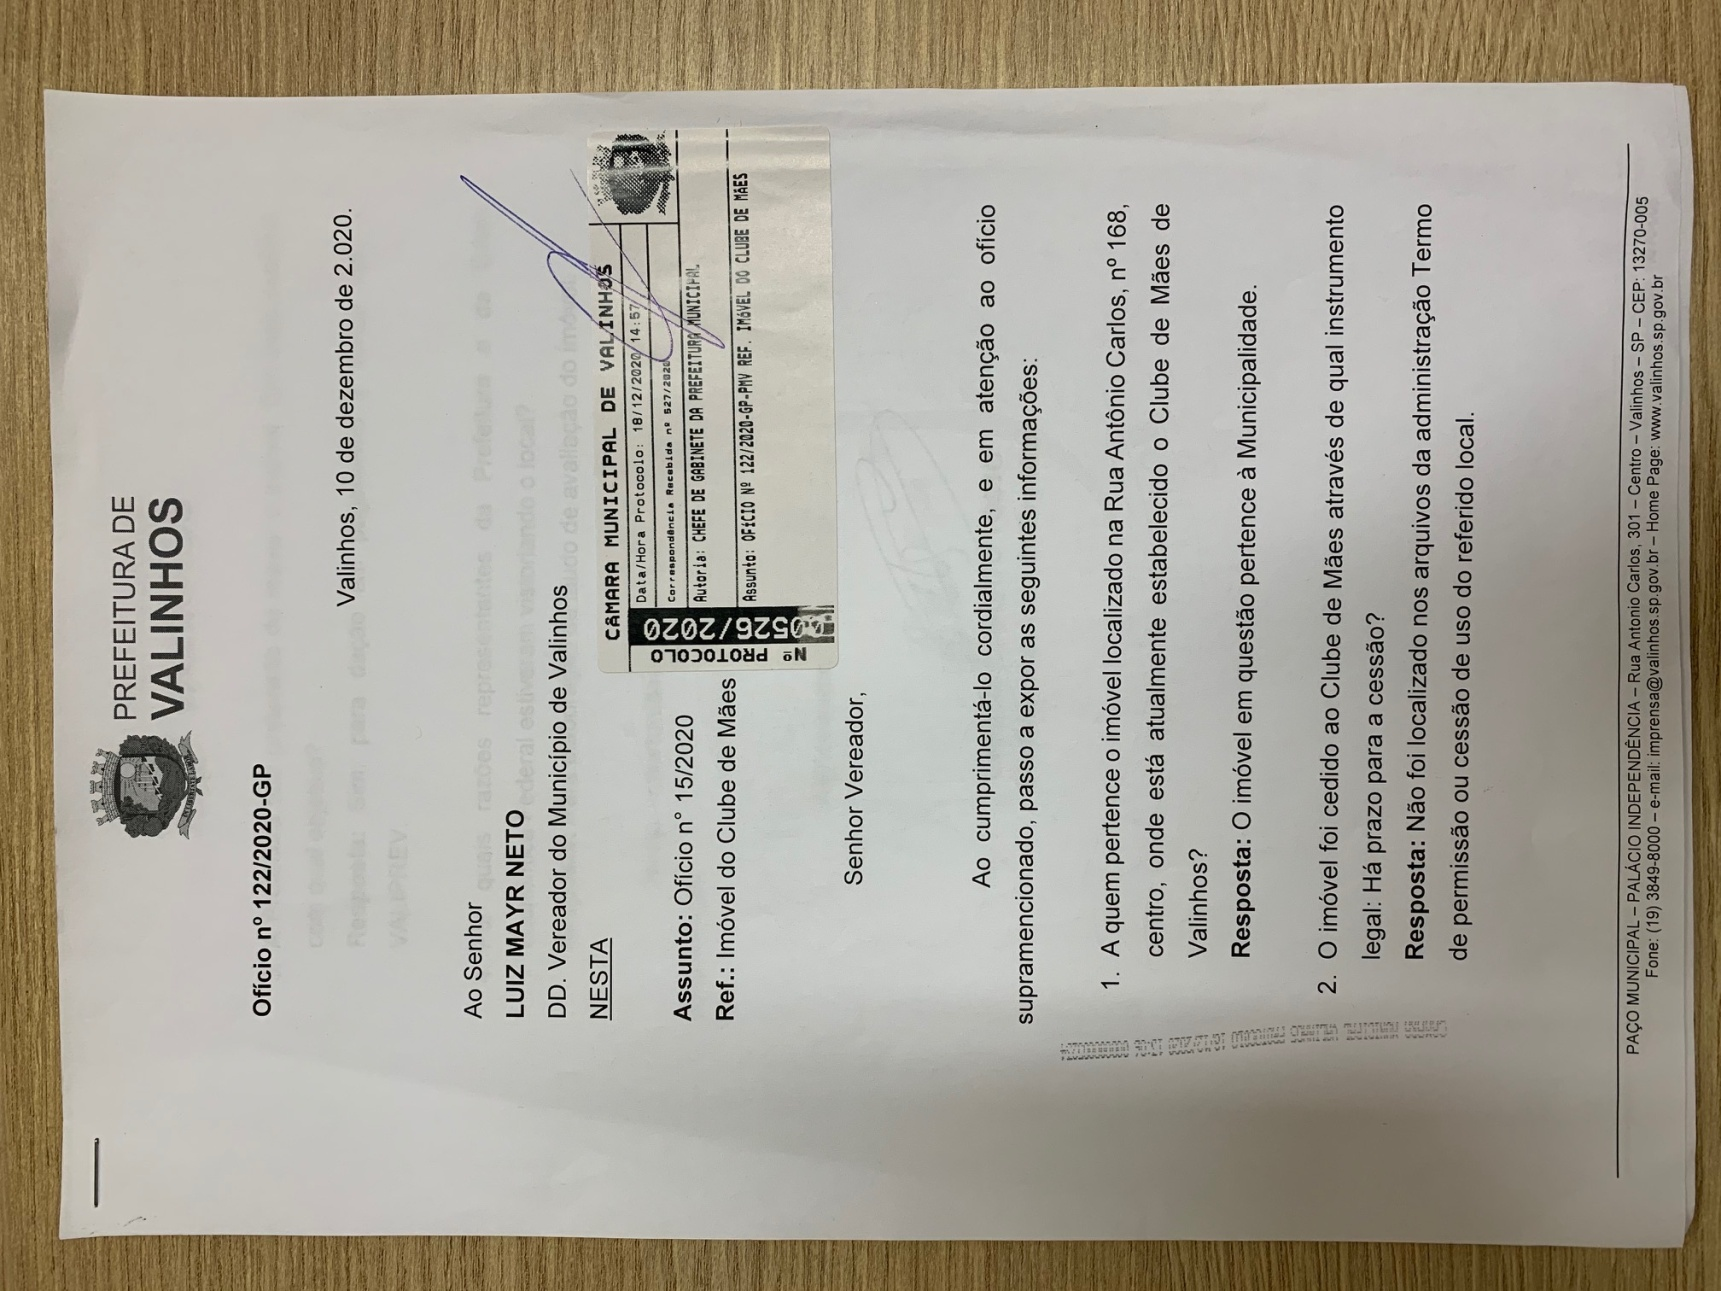 PREFEITURA DE
VALINHOS
Ofício nº 122/2020-GP
Valinhos, 10 de dezembro de 2.020.
Ao Senhor
LUIZ MAYR NETO
DD. Vereador do Município de Valinhos
NESTA
CÂMARA MUNICIPAL DE VALINHOS
Data/Hora Protocolo: 18/12/2020 14:57
Correspondência Recebida nº 527/2020
Autoria: CHEFE DE GABINETE DA PREFEITURA MUNICIPAL
Assunto: OFÍCIO Nº 122/2020-GP-PMV REF. IMÓVEL DO CLUBE DE MÃES
Nº
PROTOCOLO
0526/2020
Assunto: Ofício n° 15/2020
Ref.: Imóvel do Clube de Mães
Senhor Vereador,
Ao cumprimentá-lo cordialmente, e em atenção ao ofício
supramencionado, passo a expor as seguintes informações:
1. A quem pertence o imóvel localizado na Rua Antônio Carlos, nº 168,
centro, onde está atualmente estabelecido o Clube de Mães de
Valinhos?
Resposta: O imóvel em questão pertence à Municipalidade.
2. O imóvel foi cedido ao Clube de Mães através de qual instrumento
legal: Há prazo para a cessão?
Resposta: Não foi localizado nos arquivos da administração Termo
de permissão ou cessão de uso do referido local.
PAÇO MUNICIPAL – PALÁCIO INDEPENDÊNCIA – Rua Antonio Carlos, 301 – Centro – Valinhos – SP – CEP: 13270-005
Fone: (19) 3849-8000 – e-mail: imprensa@valinhos.sp.gov.br – Home Page: www.valinhos.sp.gov.br